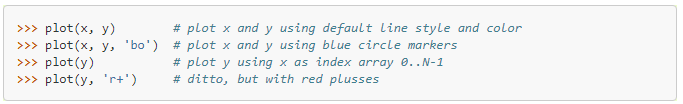 >>> plot(x, y)        # plot x and y using default line style and color
>>> plot(x, y, 'bo')  # plot x and y using blue circle markers
>>> plot(y)           # plot y using x as index array 0..N-1
>>> plot(y, 'r+')     # ditto, but with red plusses